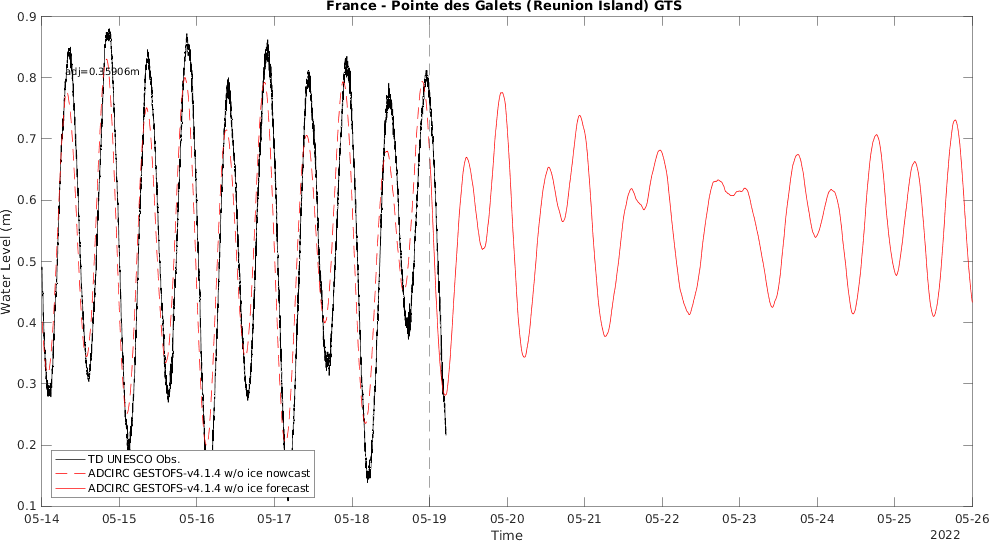 France - Pointe des Galets (Reunion Island) GTS
0.9
0.8
0.7
0.6
0.5
0.4
0.3
0.2
0.1
Water Level (m)
adj=0.35906m
TD UNESCO Obs.
ADCIRC GESTOFS-v4.1.4 w/o ice nowcast
ADCIRC GESTOFS-v4.1.4 w/o ice forecast
05-14 05-15 05-16 05-17 05-18 05-19 05-20 05-21 05-22 05-23 05-24 05-25 05-26
Time
2022